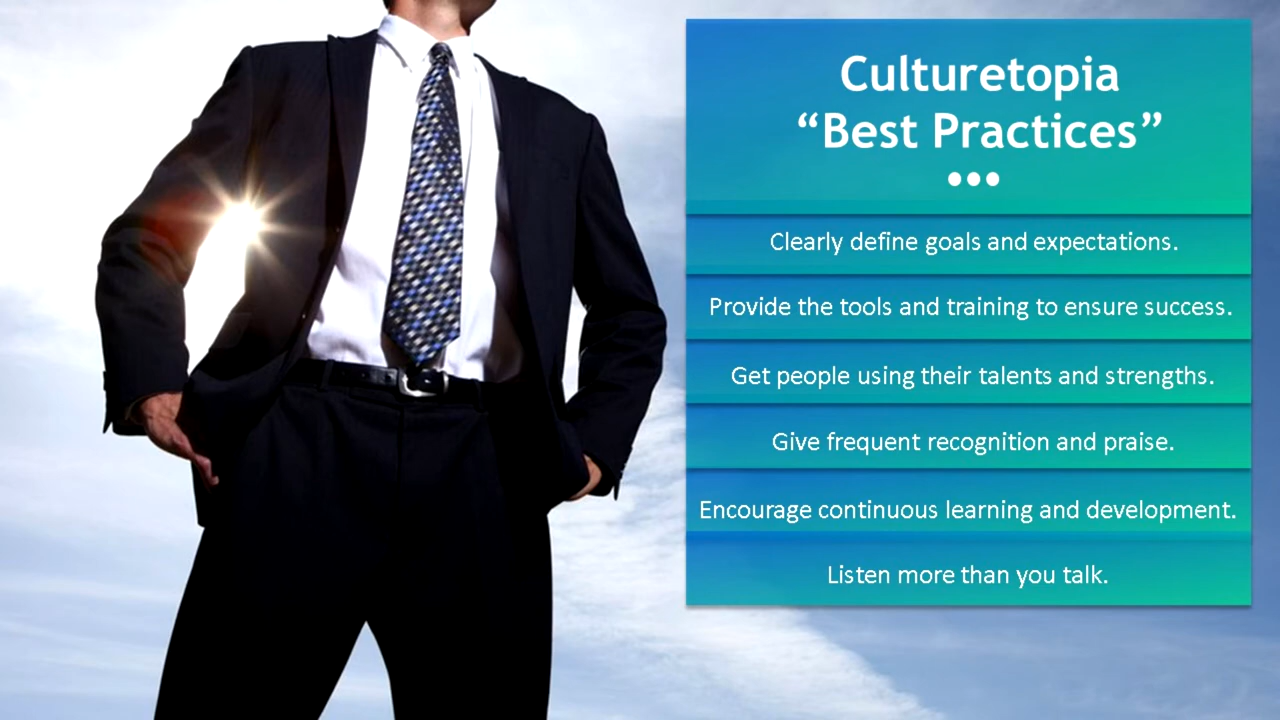 Culturetopia
“Best Practices”
Clearly define goals and expectations.
Provide the tools and training to ensure success.
Get people using their talents and strengths.
Give frequent recognition and praise.
Encourage continuous learning and development.
Listen more than you talk.